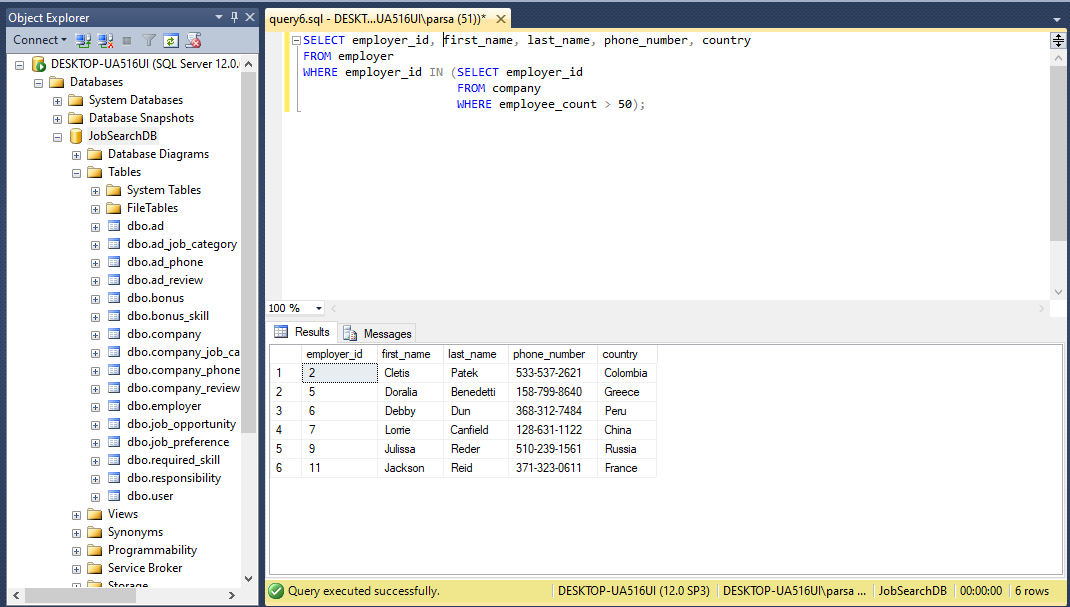 Object Explorer
Connect
DESKTOP-UA516UI (SQL Server 12.0.
Databases
System Databases
Database Snapshots
JobSearchDB
Database Diagrams
Tables
System Tables
FileTables
dbo.ad
dbo.ad_job_category
dbo.ad_phone
dbo.ad_review
dbo.bonus
dbo.bonus_skill
dbo.company
dbo.company_job_ca
dbo.company_phone
dbo.company_review
dbo.employer
dbo.job_opportunity
dbo.job_preference
dbo.required_skill
dbo.responsibility
dbo.user
Views
Synonyms
Programmability
Service Broker
Storage
query6.sql - DESKT...UA516UI\parsa (51))*
SELECT employer_id, first_name, last_name, phone_number, country
FROM employer
WHERE employer_id IN (SELECT employer_id
FROM company
WHERE employee_count > 50);
100 %
Results Messages
employer_id first_name last_name phone_number country
1 2 Cletis Patek 533-537-2621 Colombia
2 5 Doralia Benedetti 158-799-8640 Greece
3 6 Debby Dun 368-312-7484 Peru
4 7 Lorrie Canfield 128-631-1122 China
5 9 Julissa Reder 510-239-1561 Russia
6 11 Jackson Reid 371-323-0611 France
Query executed successfully. DESKTOP-UA516UI (12.0 SP3) DESKTOP-UA516UI\parsa ... JobSearchDB 00:00:00 6 rows